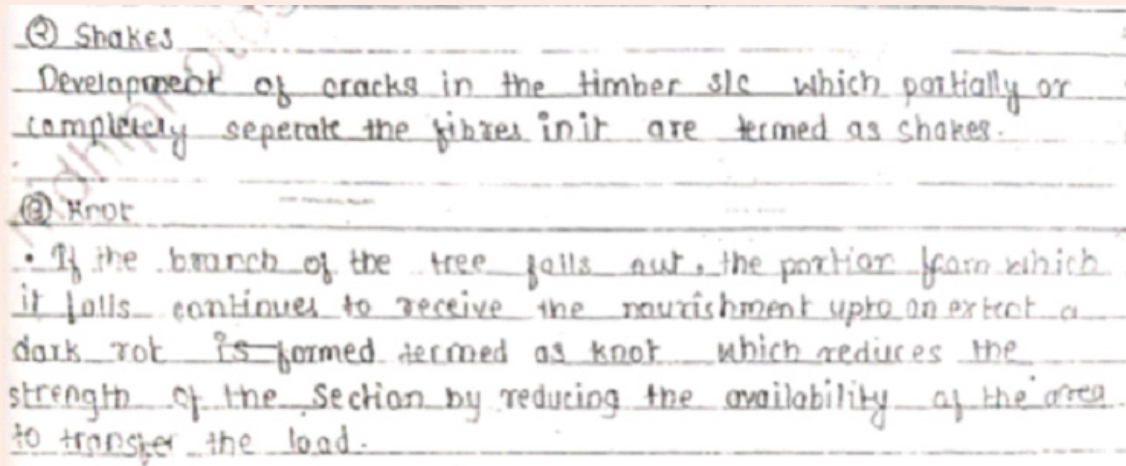 ② Shakes
Development of cracks in the timber s/c which partially or
completely seperate the fibres in it are termed as shakes.
③ Knot
• If the branch of the tree falls out, the portion from which
it falls continues to receive the nourishment upto an extent a
dark rot is formed termed as knot which reduces the
strength of the section by reducing the availability of the area
to transfer the load.